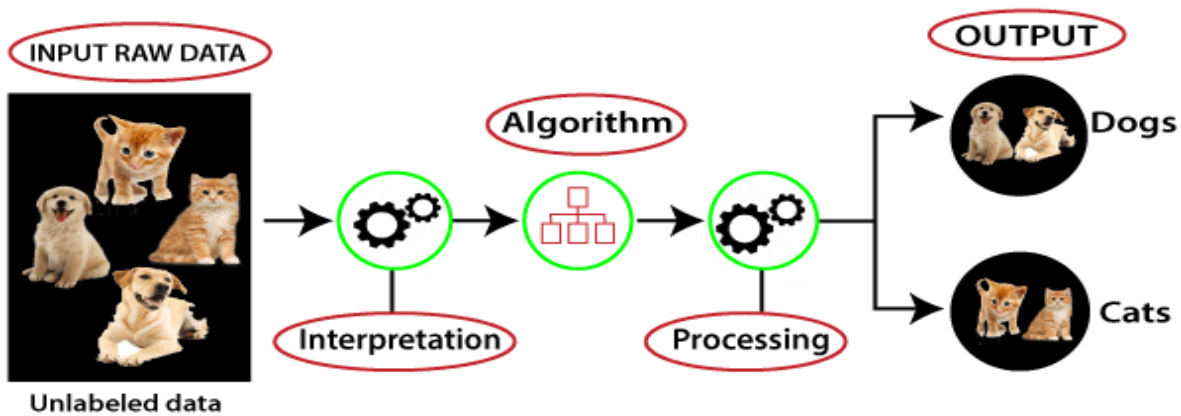 INPUT RAW DATA
OUTPUT
Algorithm
Dogs
Interpretation
Processing
Cats
Unlabeled data